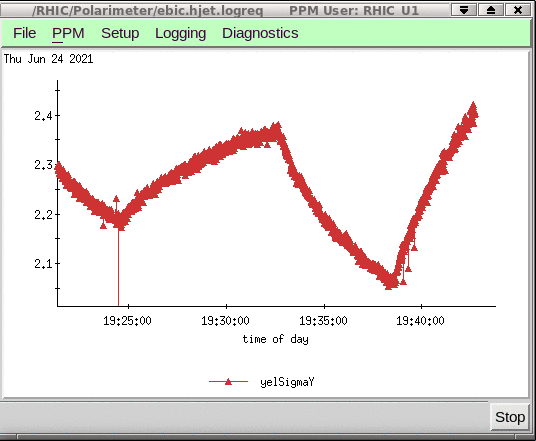 /RHIC/Polarimeter/ebic.hjet.logreq PPM User: RHIC_U1
File PPM Setup Logging Diagnostics
Thu Jun 24 2021
2.4
2.3
2.2
2.1
19:25:00 19:30:00 19:35:00 19:40:00
time of day
yelSigmaY
Stop